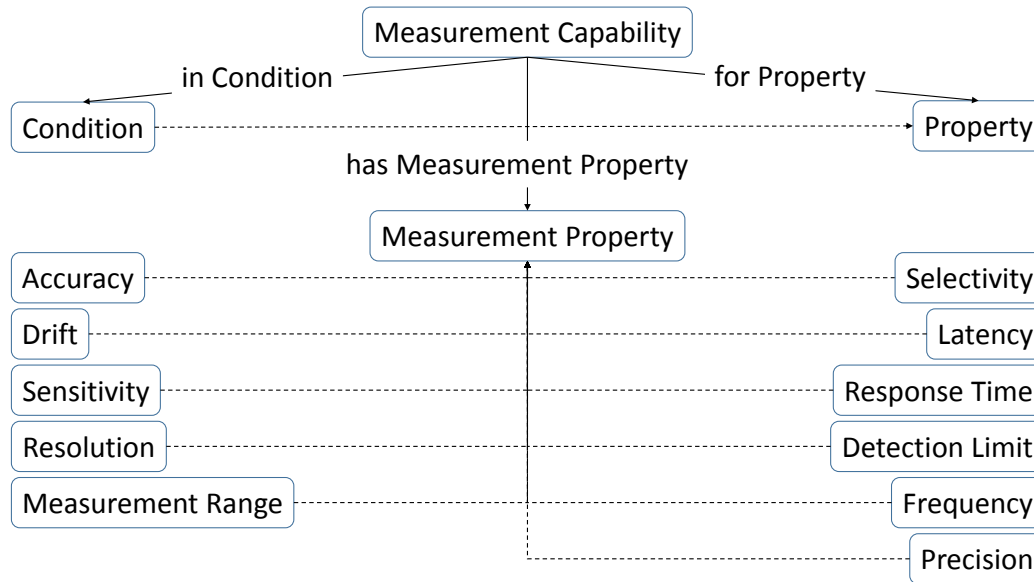 Measurement Capability
in Condition
for Property
Condition
Property
has Measurement Property
Measurement Property
Accuracy
Selectivity
Drift
Latency
Sensitivity
Response Time
Resolution
Detection Limit
Measurement Range
Frequency
Precision